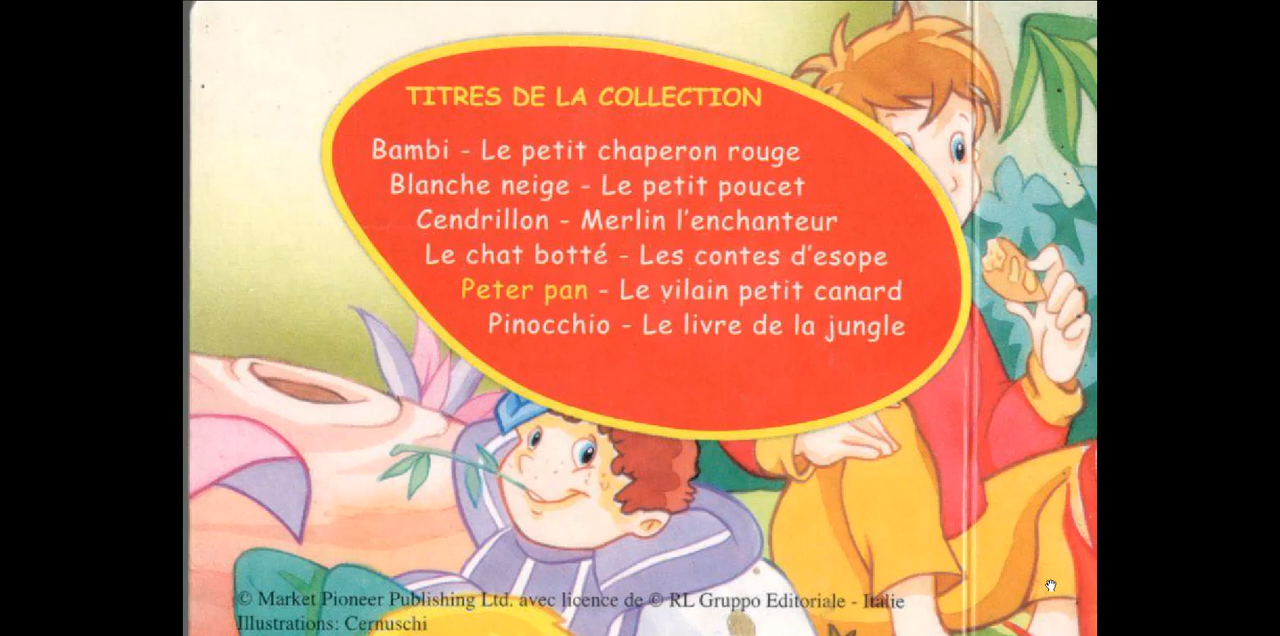 TITRES DE LA COLLECTION
Bambi - Le petit chaperon rouge
Blanche neige - Le petit poucet
Cendrillon - Merlin l'enchanteur
Le chat botté - Les contes d'esope
Peter pan - Le vilain petit canard
Pinocchio - Le livre de la jungle
© Market Pioneer Publishing Ltd. avec licence de © RL Gruppo Editoriale - Italie
Illustrations: Cernuschi